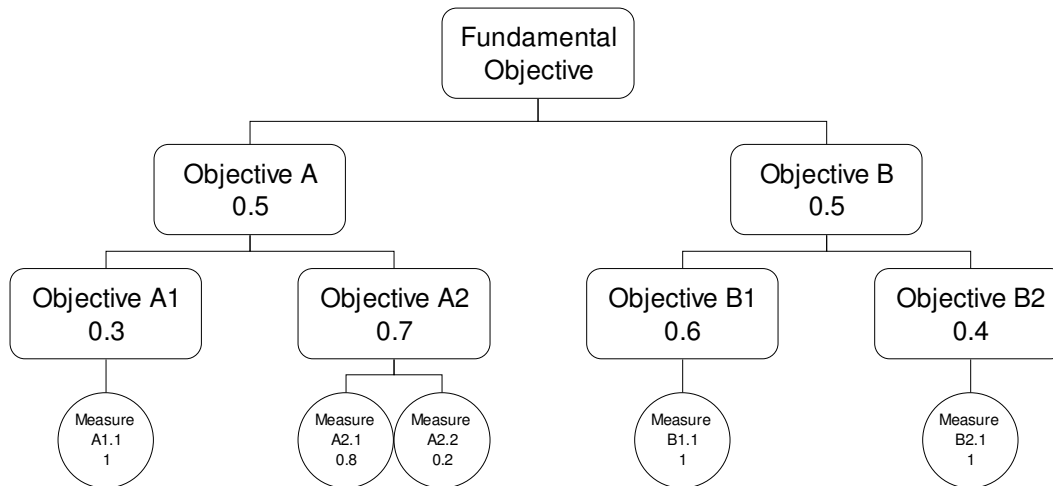 Fundamental
Objective
Objective A
0.5
Objective B
0.5
Objective A1
0.3
Objective A2
0.7
Objective B1
0.6
Objective B2
0.4
Measure
A1.1
1
Measure
A2.1
0.8
Measure
A2.2
0.2
Measure
B1.1
1
Measure
B2.1
1